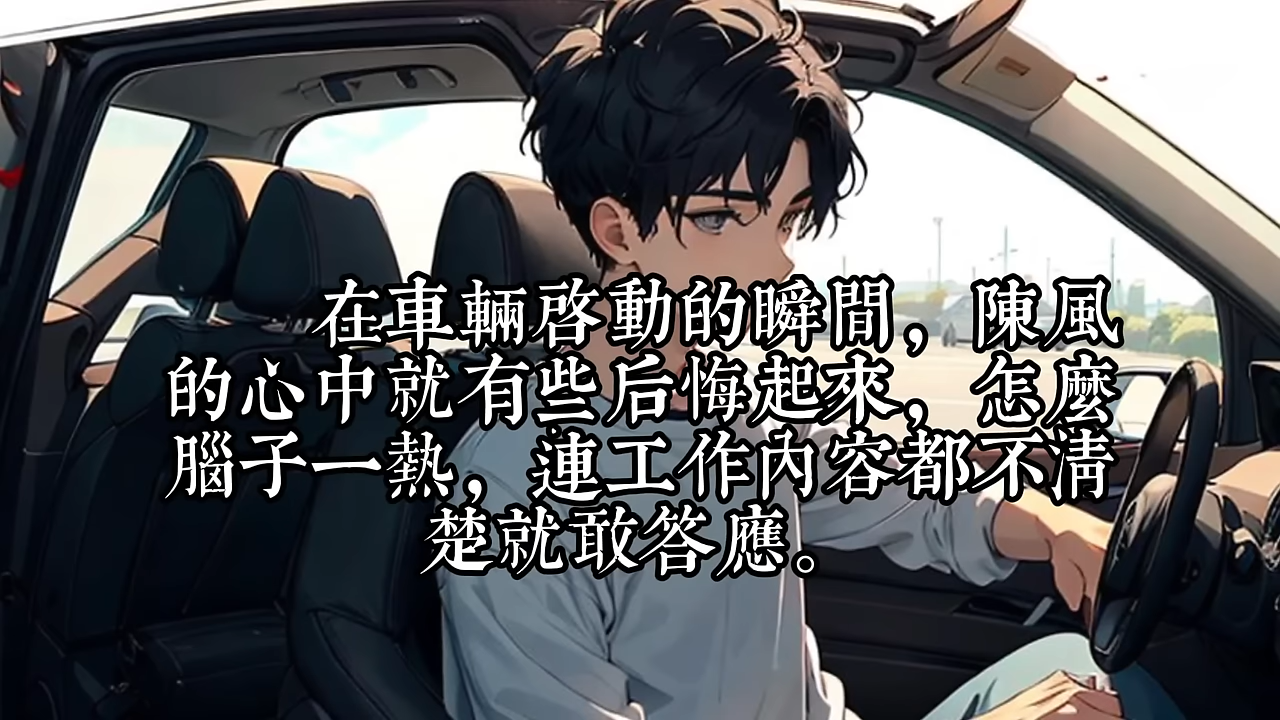 在車輛啓動的瞬間，陳風
的心中就有些后悔起來，怎麼
腦子一熱，連工作內容都不清
楚就敢答應。